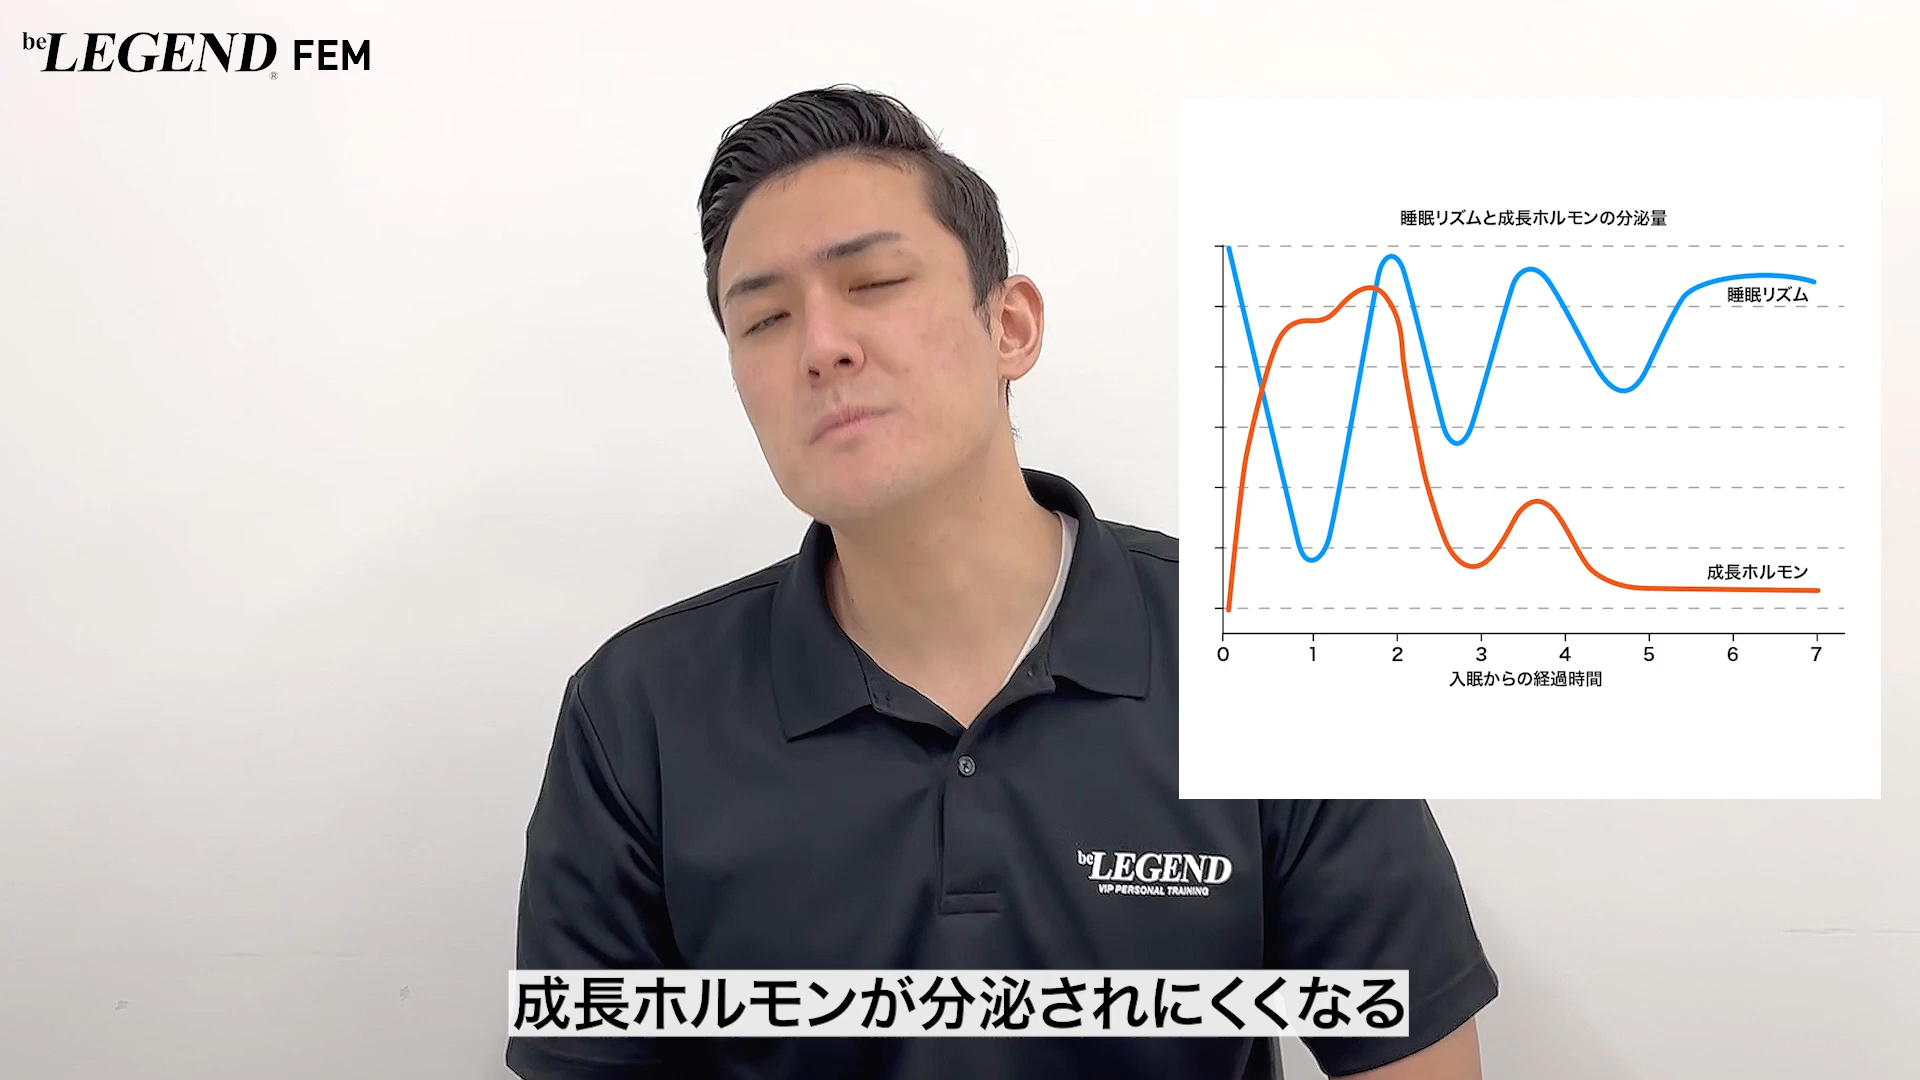 beLEGEND® FEM
睡眠リズムと成長ホルモンの分泌量
睡眠リズム
成長ホルモン
0 1 2 3 4 5 6 7
入眠からの経過時間
beLEGEND
VIP PERSONAL TRAINING
成長ホルモンが分泌されにくくなる